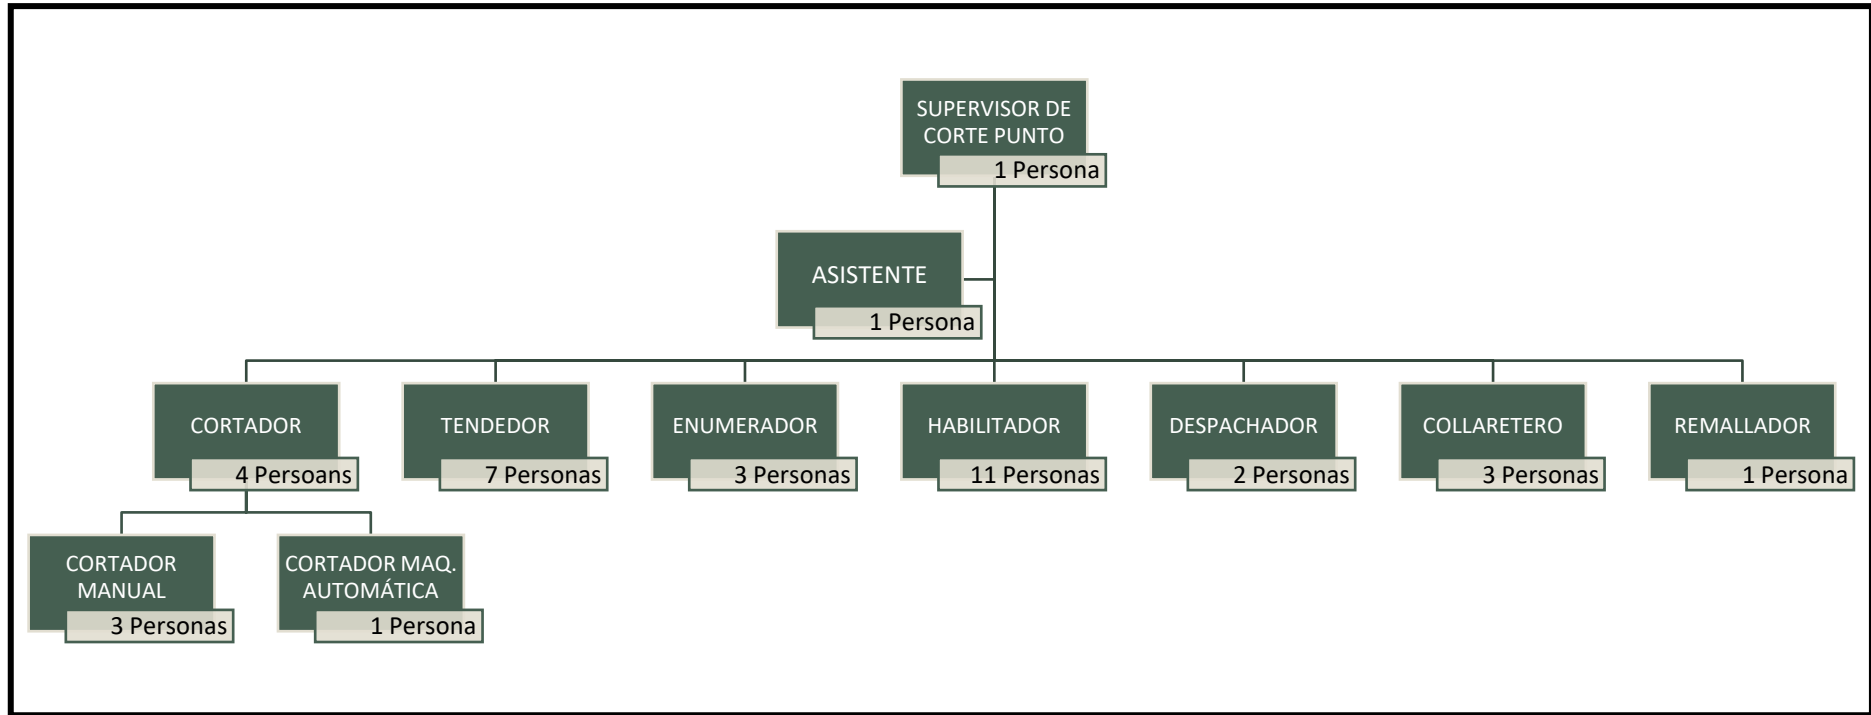 SUPERVISOR DE
CORTE PUNTO
1 Persona
ASISTENTE
1 Persona
CORTADOR
4 Persoans
TENDEDOR
7 Personas
ENUMERADOR
3 Personas
HABILITADOR
11 Personas
DESPACHADOR
2 Personas
COLLARETERO
3 Personas
REMALLADOR
1 Persona
CORTADOR
MANUAL
3 Personas
CORTADOR MAQ.
AUTOMÁTICA
1 Persona